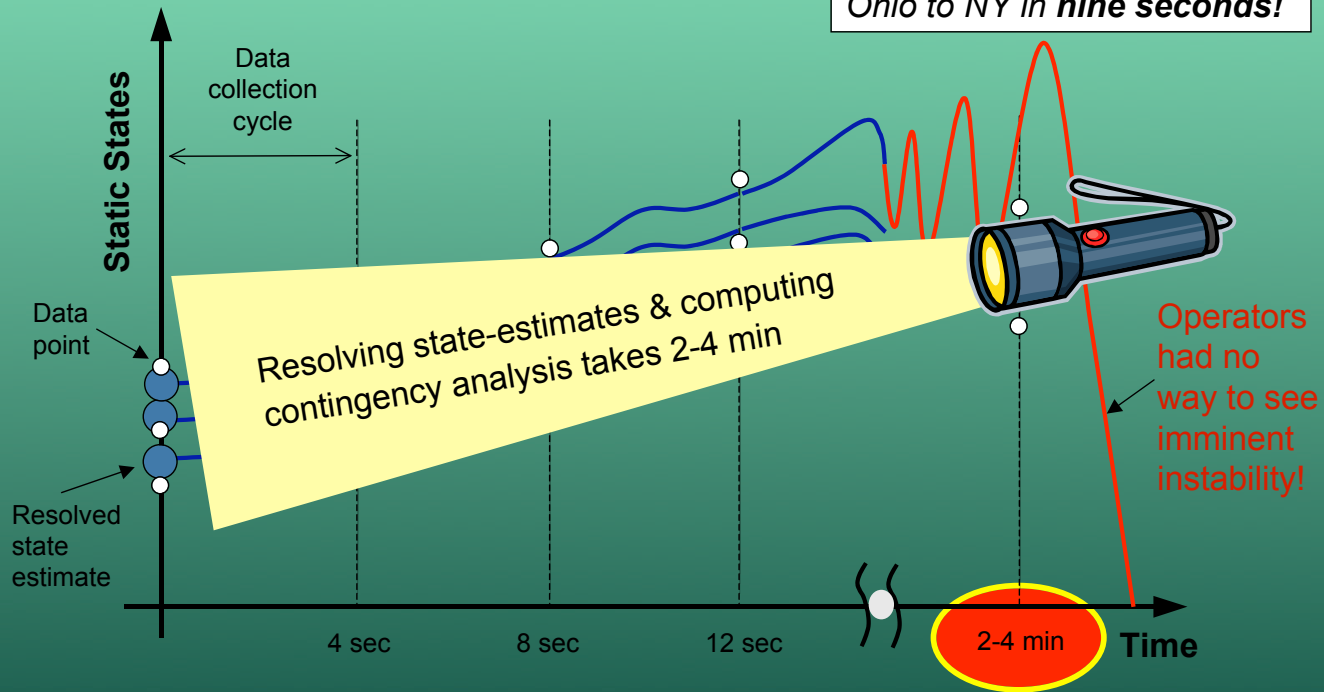 Ohio to NY in nine seconds!
Data
collection
cycle
Static States
Data
point
Resolving state-estimates & computing
contingency analysis takes 2-4 min
Operators
had no
way to see
imminent
instability!
Resolved
state
estimate
4 sec
8 sec
12 sec
2-4 min
Time